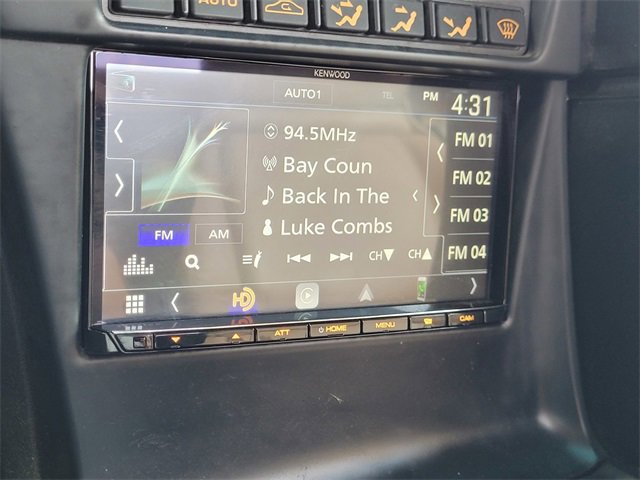 AUTO
KENWOOD
AUTO1 TEL PM 4:31
94.5MHz
FM 01
Bay Coun
FM 02
Back In The
FM 03
Luke Combs
FM AM
FM 04
CH▼ CH▲
HD
ATT HOME MENU CAM